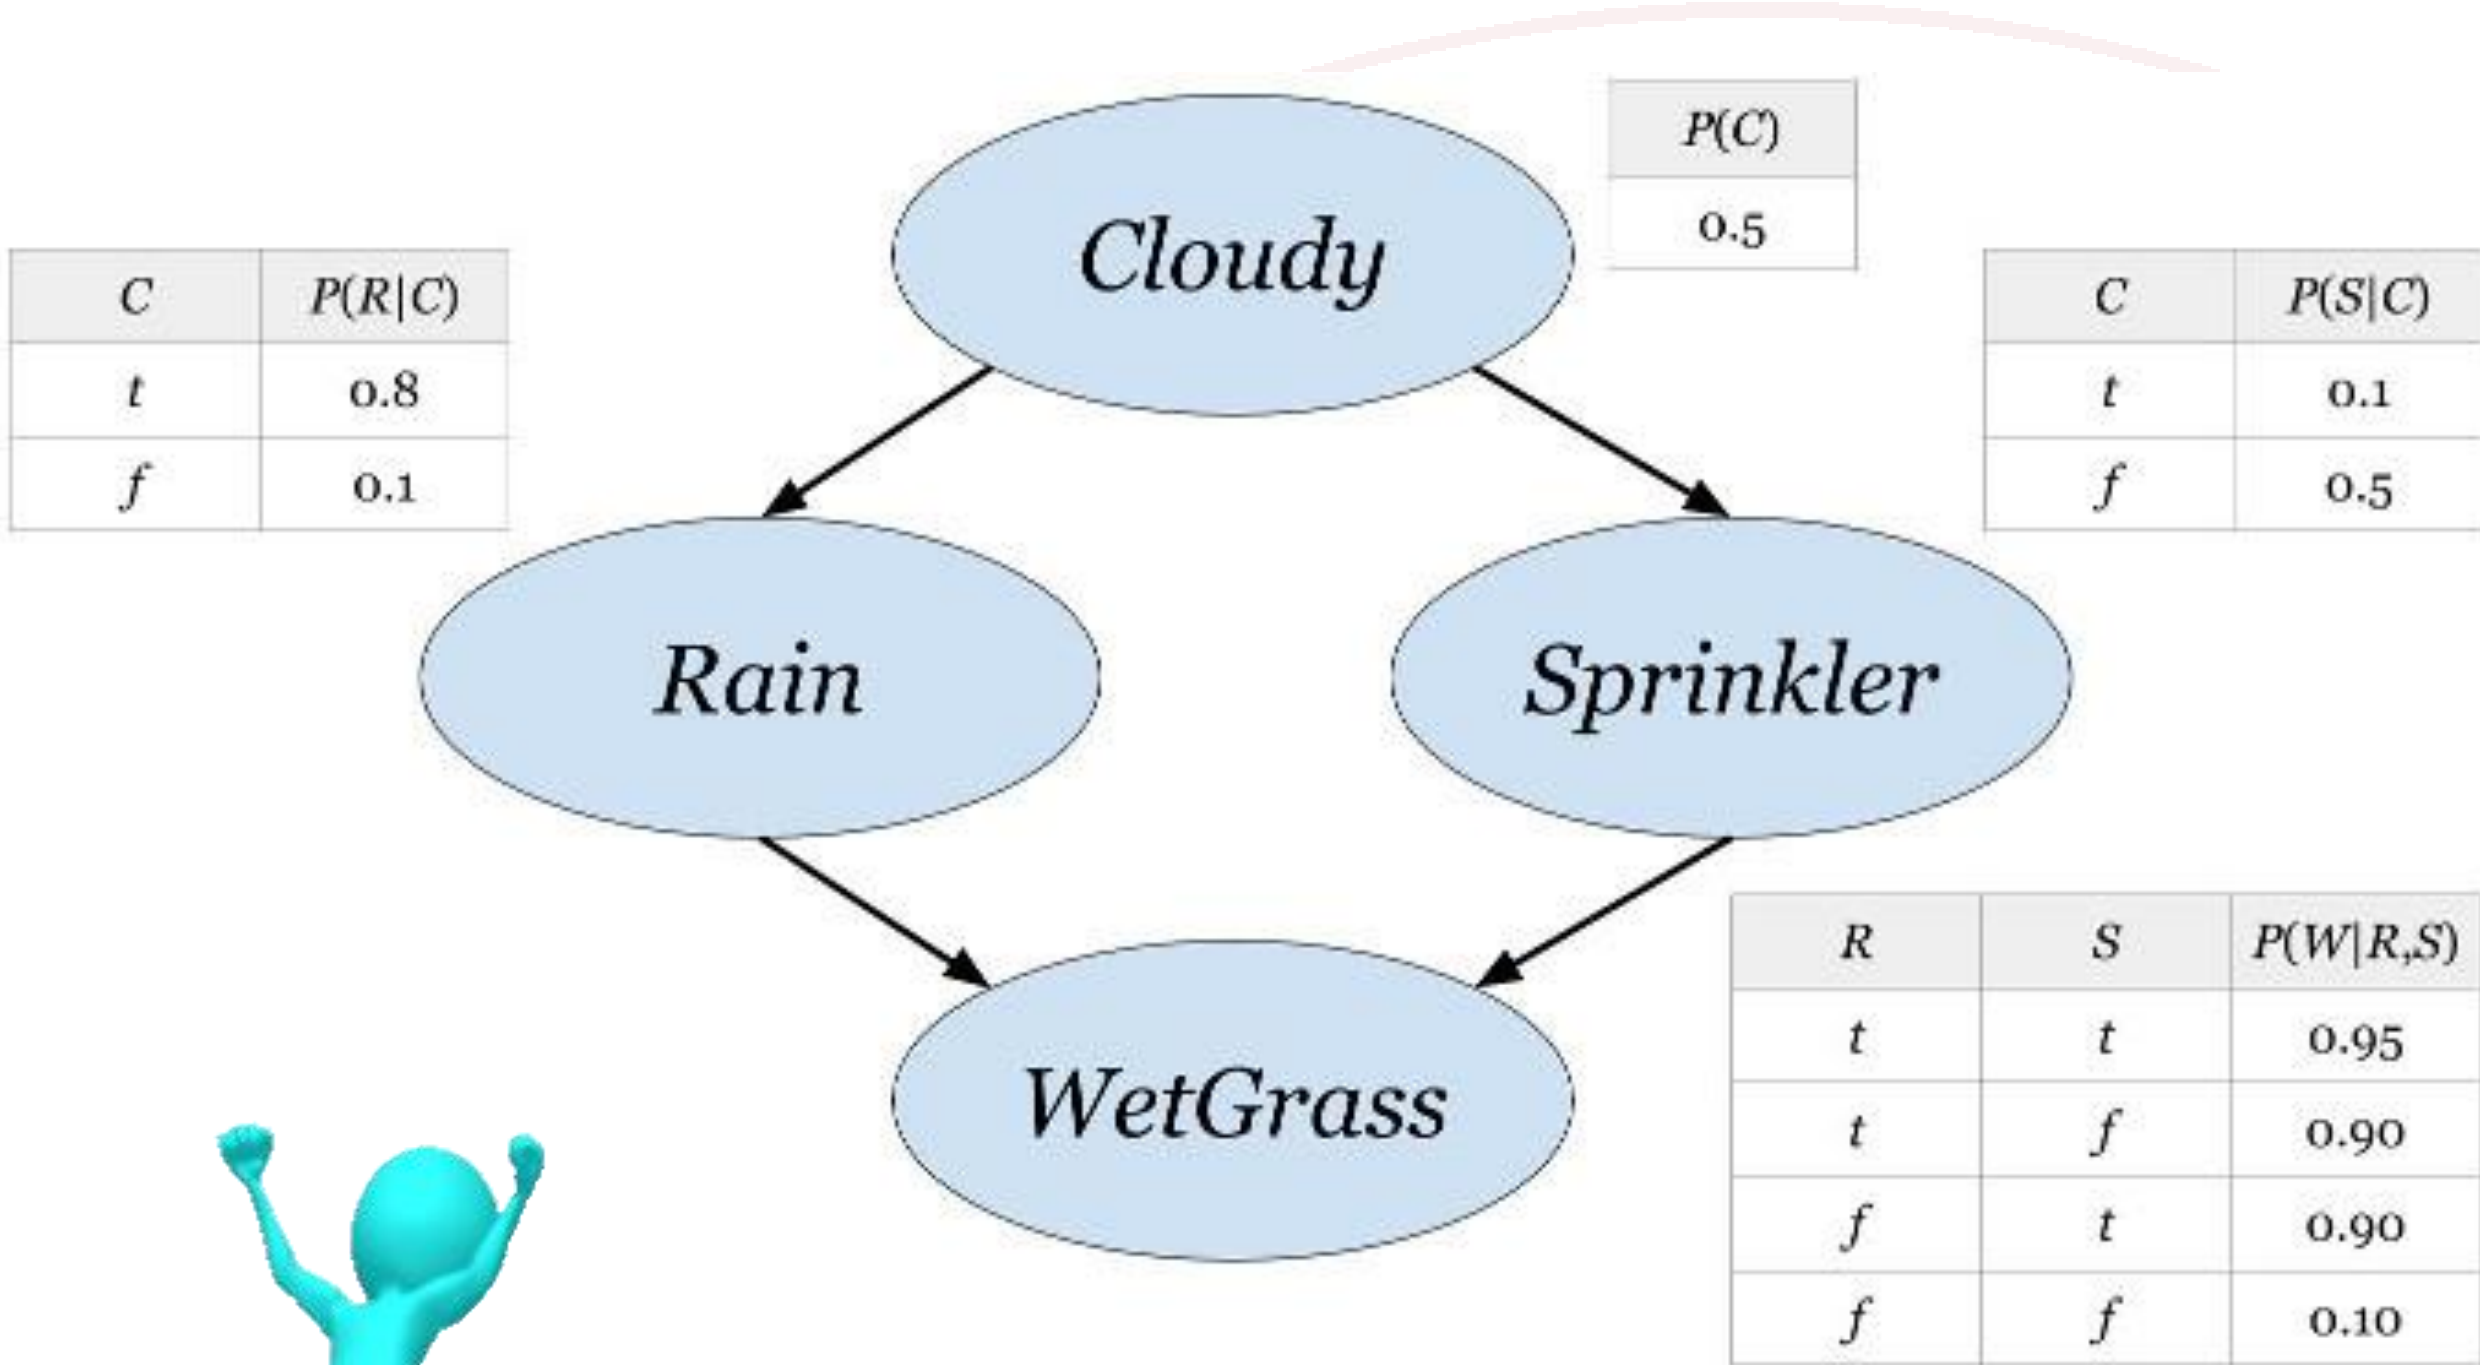 P(C)
0.5
Cloudy
C P(R|C)
t 0.8
f 0.1
C P(S|C)
t 0.1
f 0.5
Rain
Sprinkler
WetGrass
R S P(W|R,S)
t t 0.95
t f 0.90
f t 0.90
f f 0.10